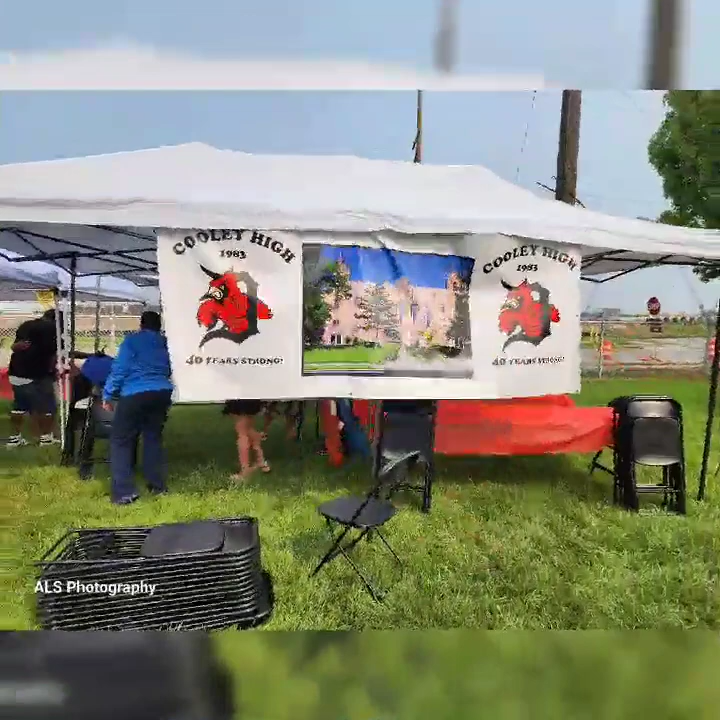 COOLEY HIGH
1983
40 YEARS STRONG!
COOLEY HIGH
1983
40 YEARS STRONG!
ALS Photography